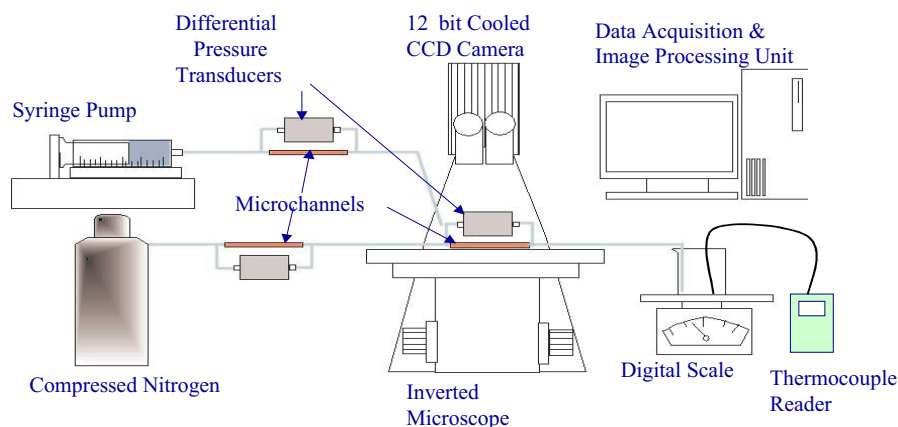 Differential
Pressure
Transducers
12 bit Cooled
CCD Camera
Data Acquisition &
Image Processing Unit
Syringe Pump
Microchannels
Compressed Nitrogen
Inverted
Microscope
Digital Scale
Thermocouple
Reader